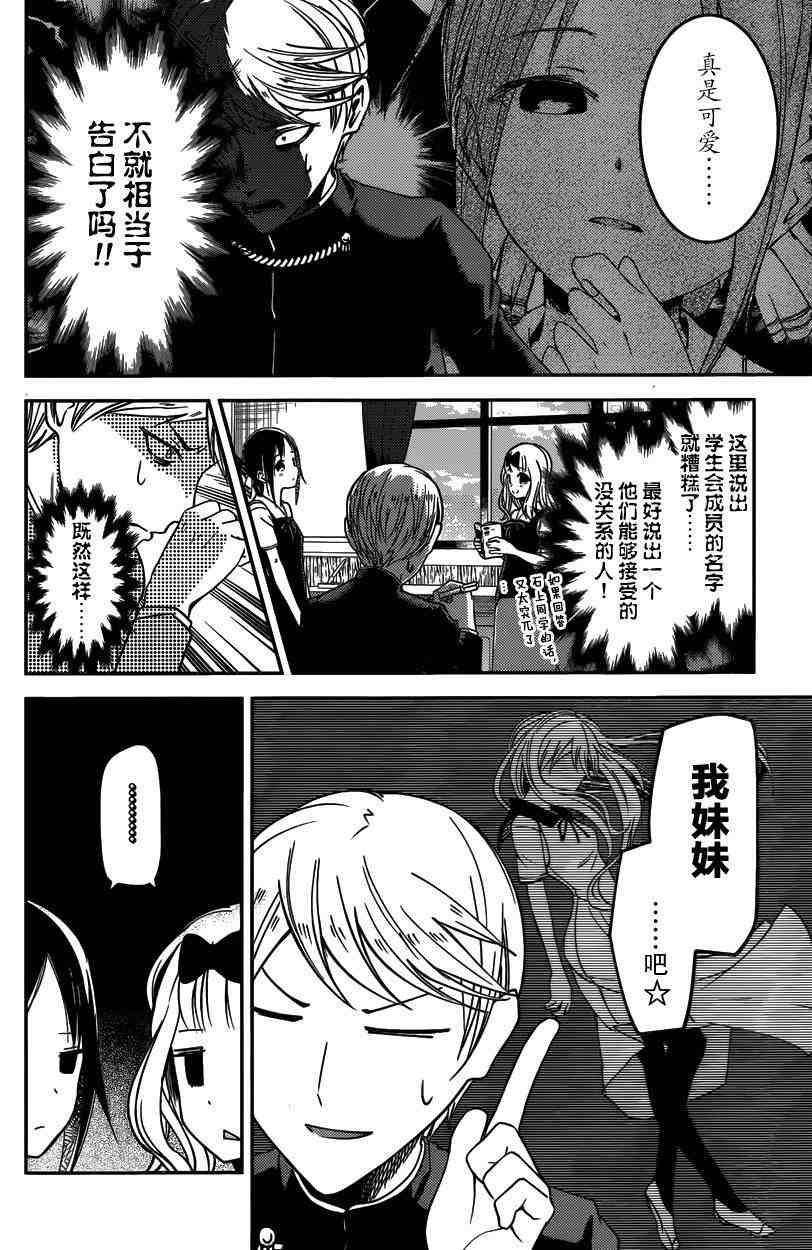 真是可爱……
不就相当于
告白了吗!!
这里说出
学生会成员的名字
就糟糕了……
最好说出一个
他们能够接受的
没关系的人！
如果回答
石上同学的话,
又太突兀了
…
既然这样……
我妹妹
……吧☆
………